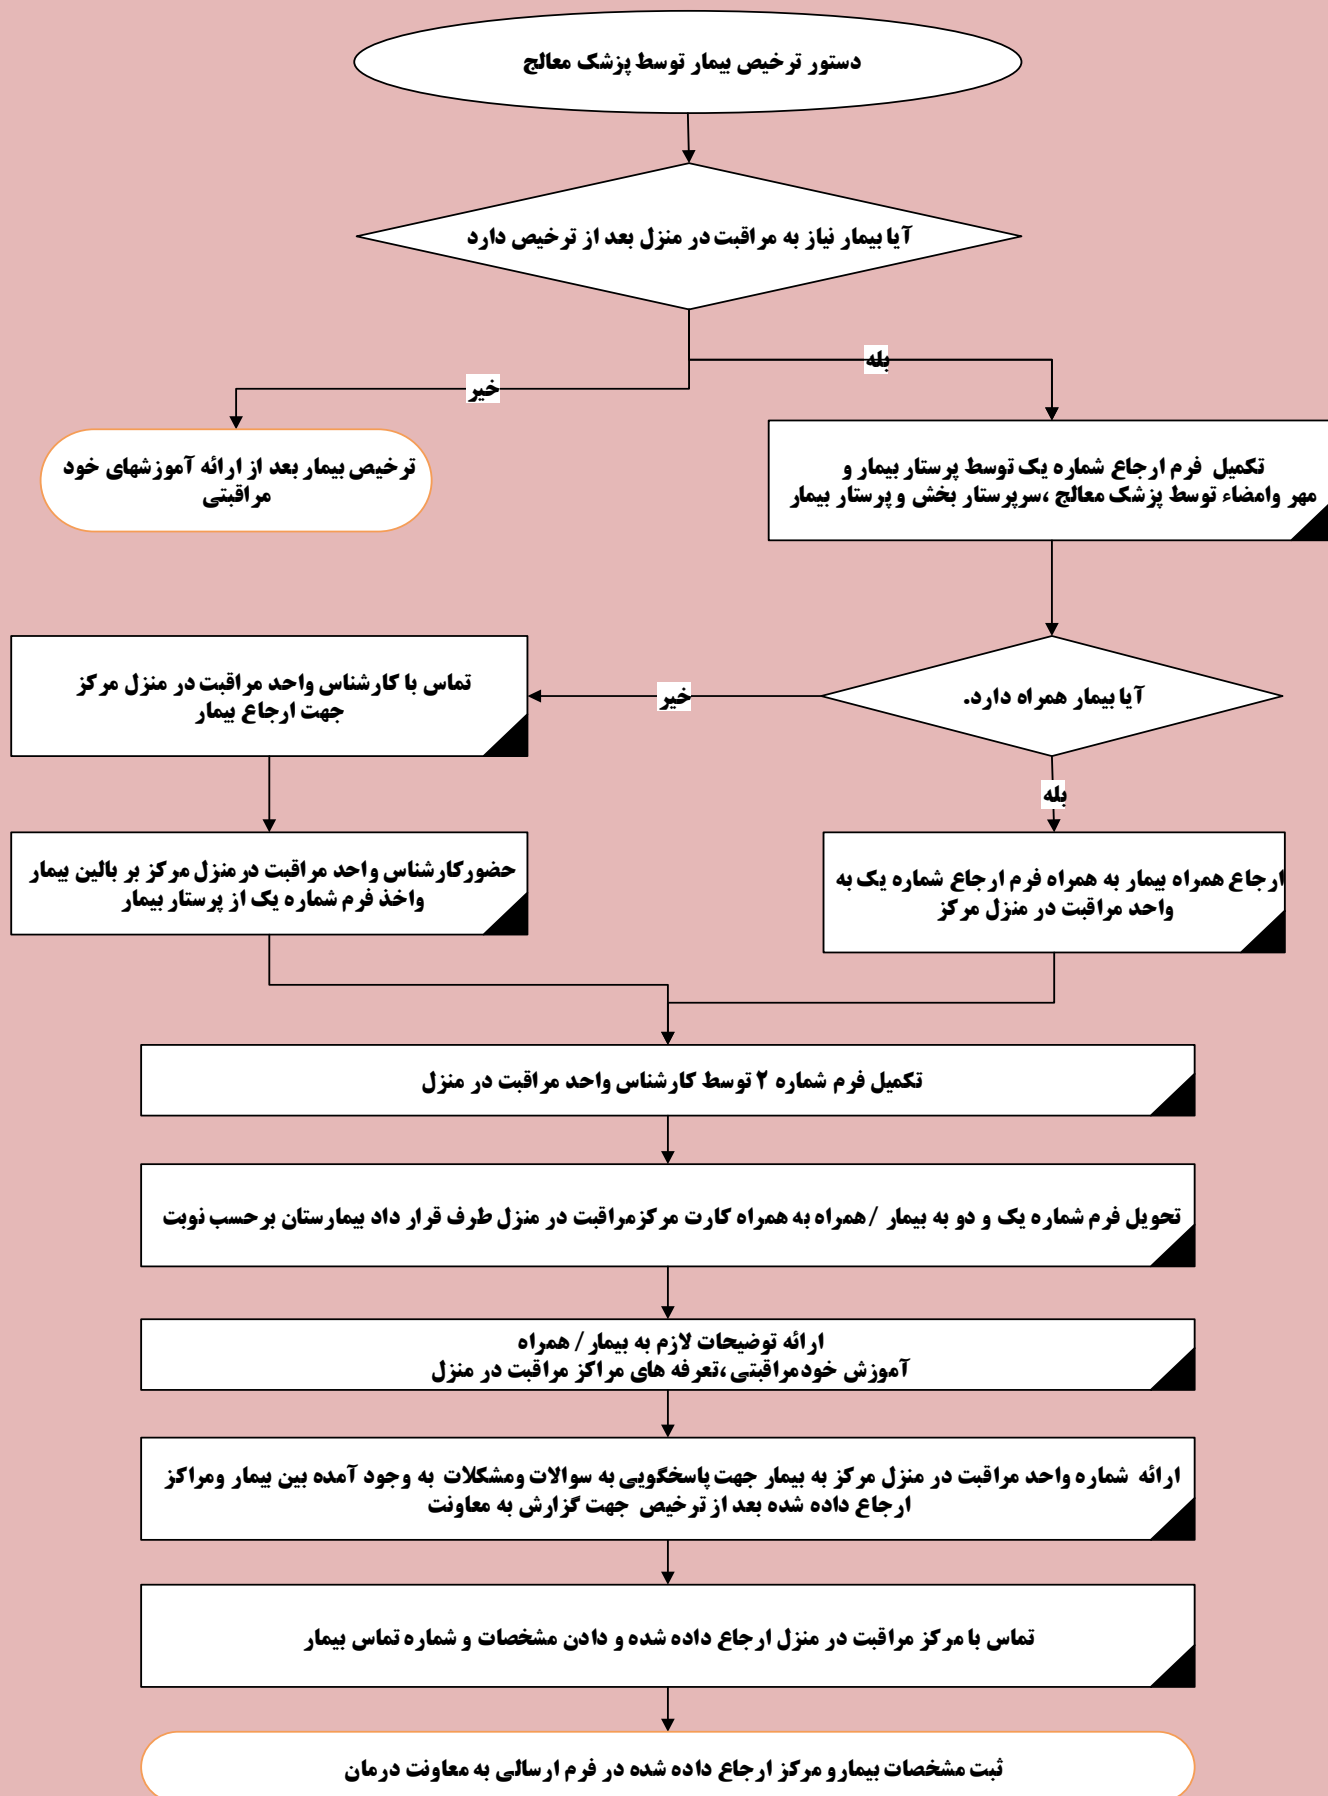 دستور ترخیص بیمار توسط پزشک معالج
آیا بیمار نیاز به مراقبت در منزل بعد از ترخیص دارد
بله
خیر
تکمیل فرم ارجاع شماره یک توسط پرستار بیمار و
مهر وامضاء توسط پزشک معالج ،سرپرستار بخش و پرستار بیمار
ترخیص بیمار بعد از ارائه آموزشهای خود
مراقبتی
آیا بیمار همراه دارد.
خیر
تماس با کارشناس واحد مراقبت در منزل مرکز
جهت ارجاع بیمار
بله
ارجاع همراه بیمار به همراه فرم ارجاع شماره یک به
واحد مراقبت در منزل مرکز
حضورکارشناس واحد مراقبت درمنزل مرکز بر بالین بیمار
واخذ فرم شماره یک از پرستار بیمار
تکمیل فرم شماره ۲ توسط کارشناس واحد مراقبت در منزل
تحویل فرم شماره یک و دو به بیمار /همراه به همراه کارت مرکزمراقبت در منزل طرف قرار داد بیمارستان برحسب نوبت
ارائه توضیحات لازم به بیمار/ همراه
آموزش خودمراقبتی ،تعرفه های مراکز مراقبت در منزل
ارائه شماره واحد مراقبت در منزل مرکز به بیمار جهت پاسخگویی به سوالات ومشکلات به وجود آمده بین بیمار ومراکز
ارجاع داده شده بعد از ترخیص جهت گزارش به معاونت
تماس با مرکز مراقبت در منزل ارجاع داده شده و دادن مشخصات و شماره تماس بیمار
ثبت مشخصات بیمارو مرکز ارجاع داده شده در فرم ارسالی به معاونت درمان